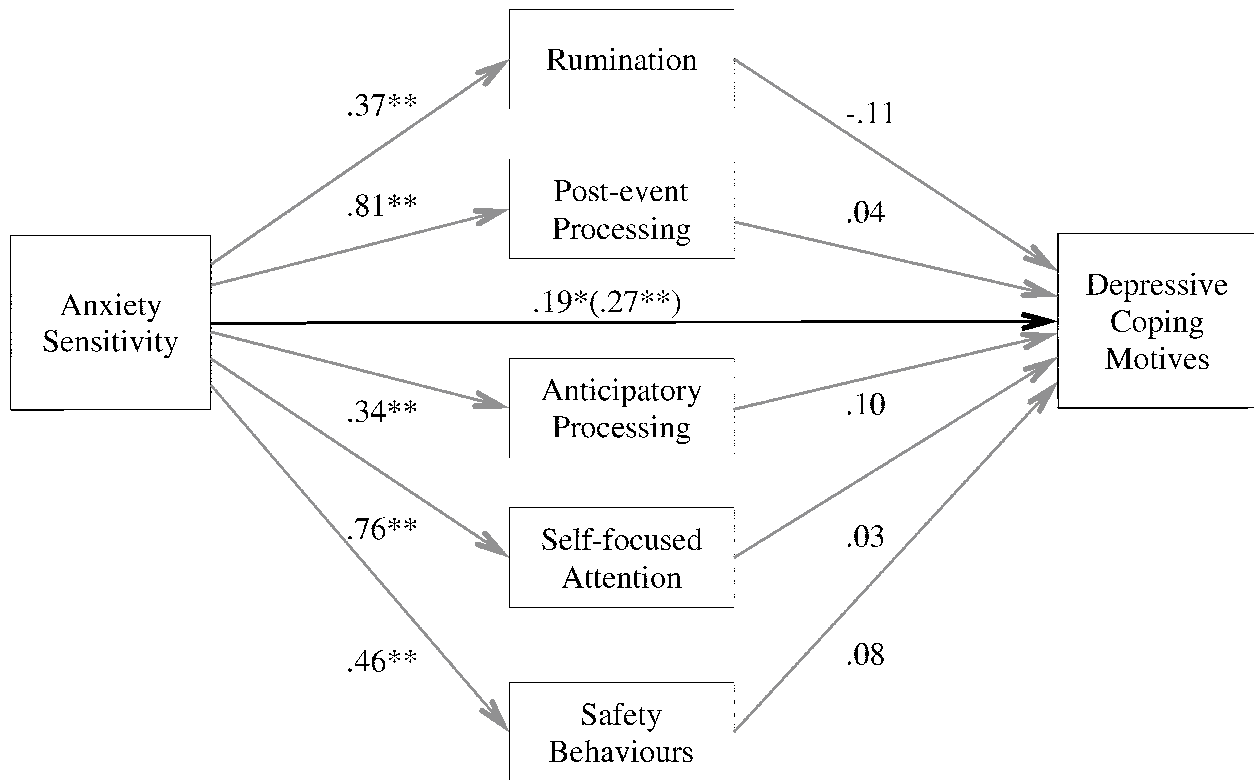 Rumination
.37**
-.11
Post-event
Processing
.81**
.04
.19*(.27**)
Anxiety
Sensitivity
Depressive
Coping
Motives
Anticipatory
Processing
.34**
.10
Self-focused
Attention
.76**
.03
.46**
.08
Safety
Behaviours